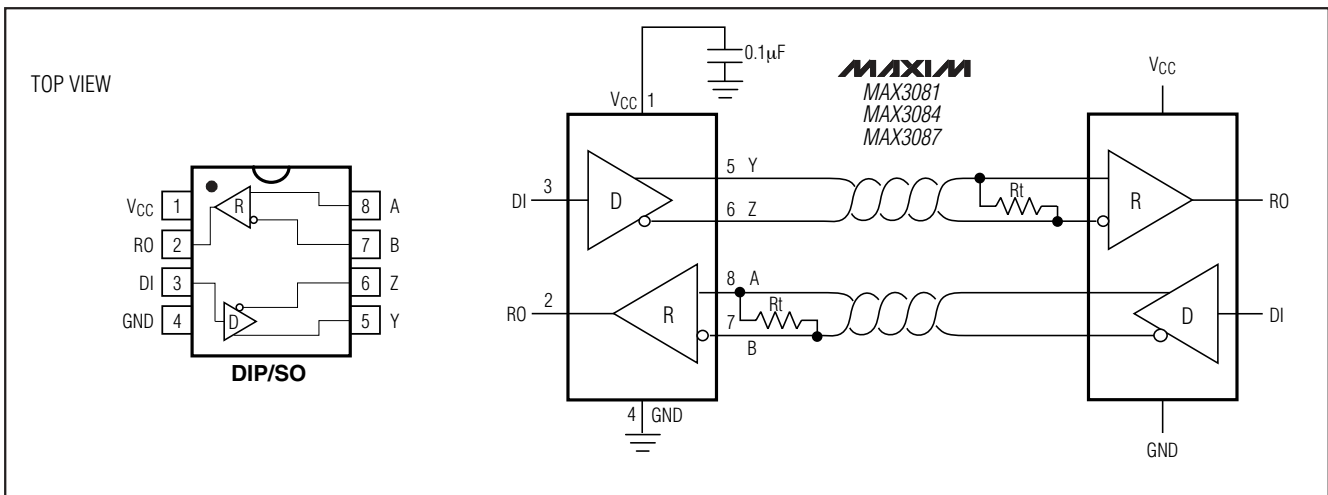 TOP VIEW
VCC 1
RO 2
DI 3
GND 4
8 A
7 B
6 Z
5 Y
R
D
DIP/SO
0.1µF
VCC 1
MAXIM
MAX3081
MAX3084
MAX3087
VCC
DI 3
D
5 Y
6 Z
Rt
R
RO
RO 2
R
8 A
7
B
Rt
D
DI
4 GND
GND